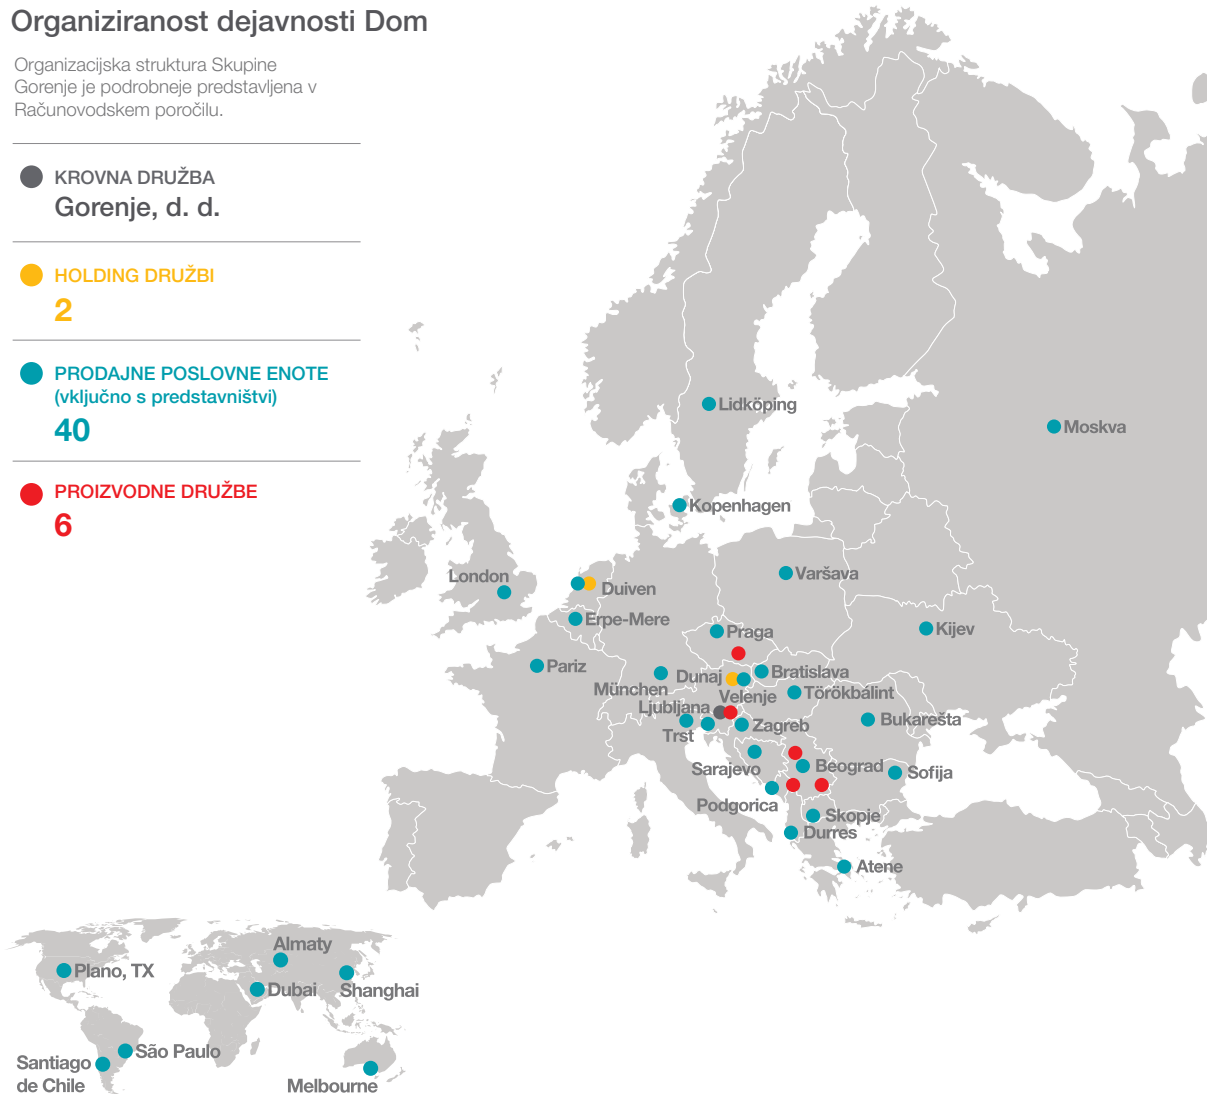 Organiziranost dejavnosti Dom
Organizacijska struktura Skupine
Gorenje je podrobneje predstavljena v
Računovodskem poročilu.
KROVNA DRUŽBA
Gorenje, d. d.
HOLDING DRUŽBI
2
PRODAJNE POSLOVNE ENOTE
(vključno s predstavništvi)
40
PROIZVODNE DRUŽBE
6
Lidköping
Moskva
Kopenhagen
London
Duiven
Varšava
Erpe-Mere
Praga
Kijev
Pariz
München
Dunaj
Bratislava
Velenje
Törökbálint
Ljubljana
Trst
Zagreb
Bukarešta
Sarajevo
Beograd
Sofija
Podgorica
Skopje
Durres
Atene
Almaty
Plano, TX
Dubai
Shanghai
São Paulo
Santiago
de Chile
Melbourne